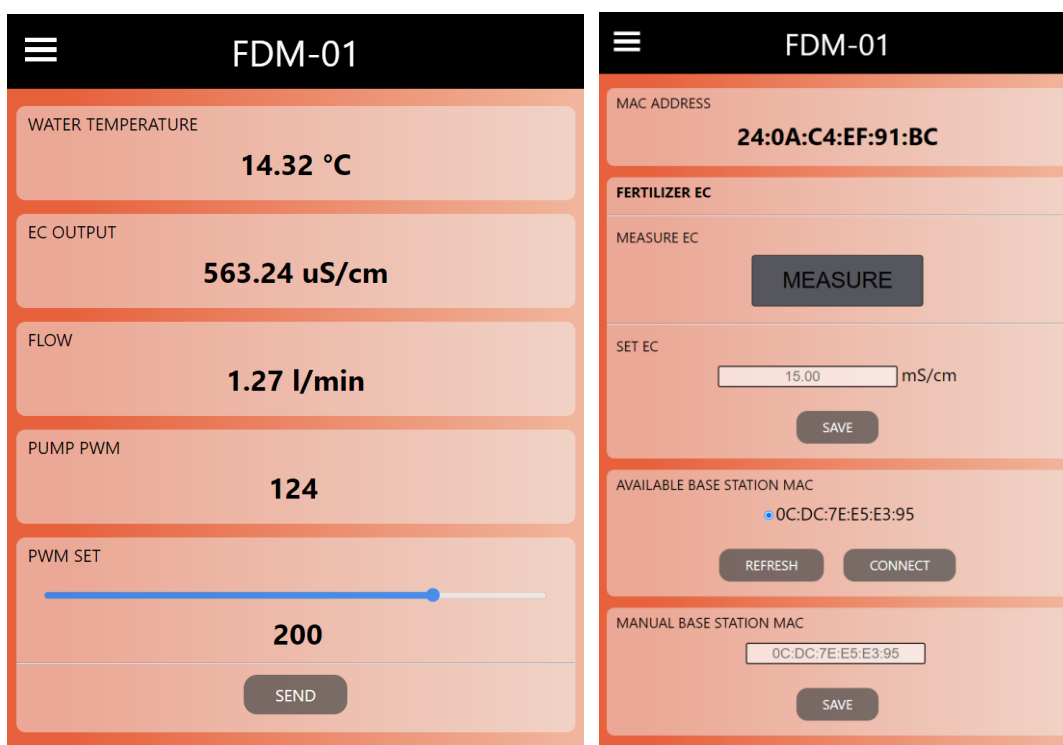 FDM-01
WATER TEMPERATURE
14.32 °C
EC OUTPUT
563.24 uS/cm
FLOW
1.27 l/min
PUMP PWM
124
PWM SET
200
SEND
FDM-01
MAC ADDRESS
24:0A:C4:EF:91:BC
FERTILIZER EC
MEASURE EC
MEASURE
SET EC
15.00 mS/cm
SAVE
AVAILABLE BASE STATION MAC
0C:DC:7E:E5:E3:95
REFRESH CONNECT
MANUAL BASE STATION MAC
0C:DC:7E:E5:E3:95
SAVE